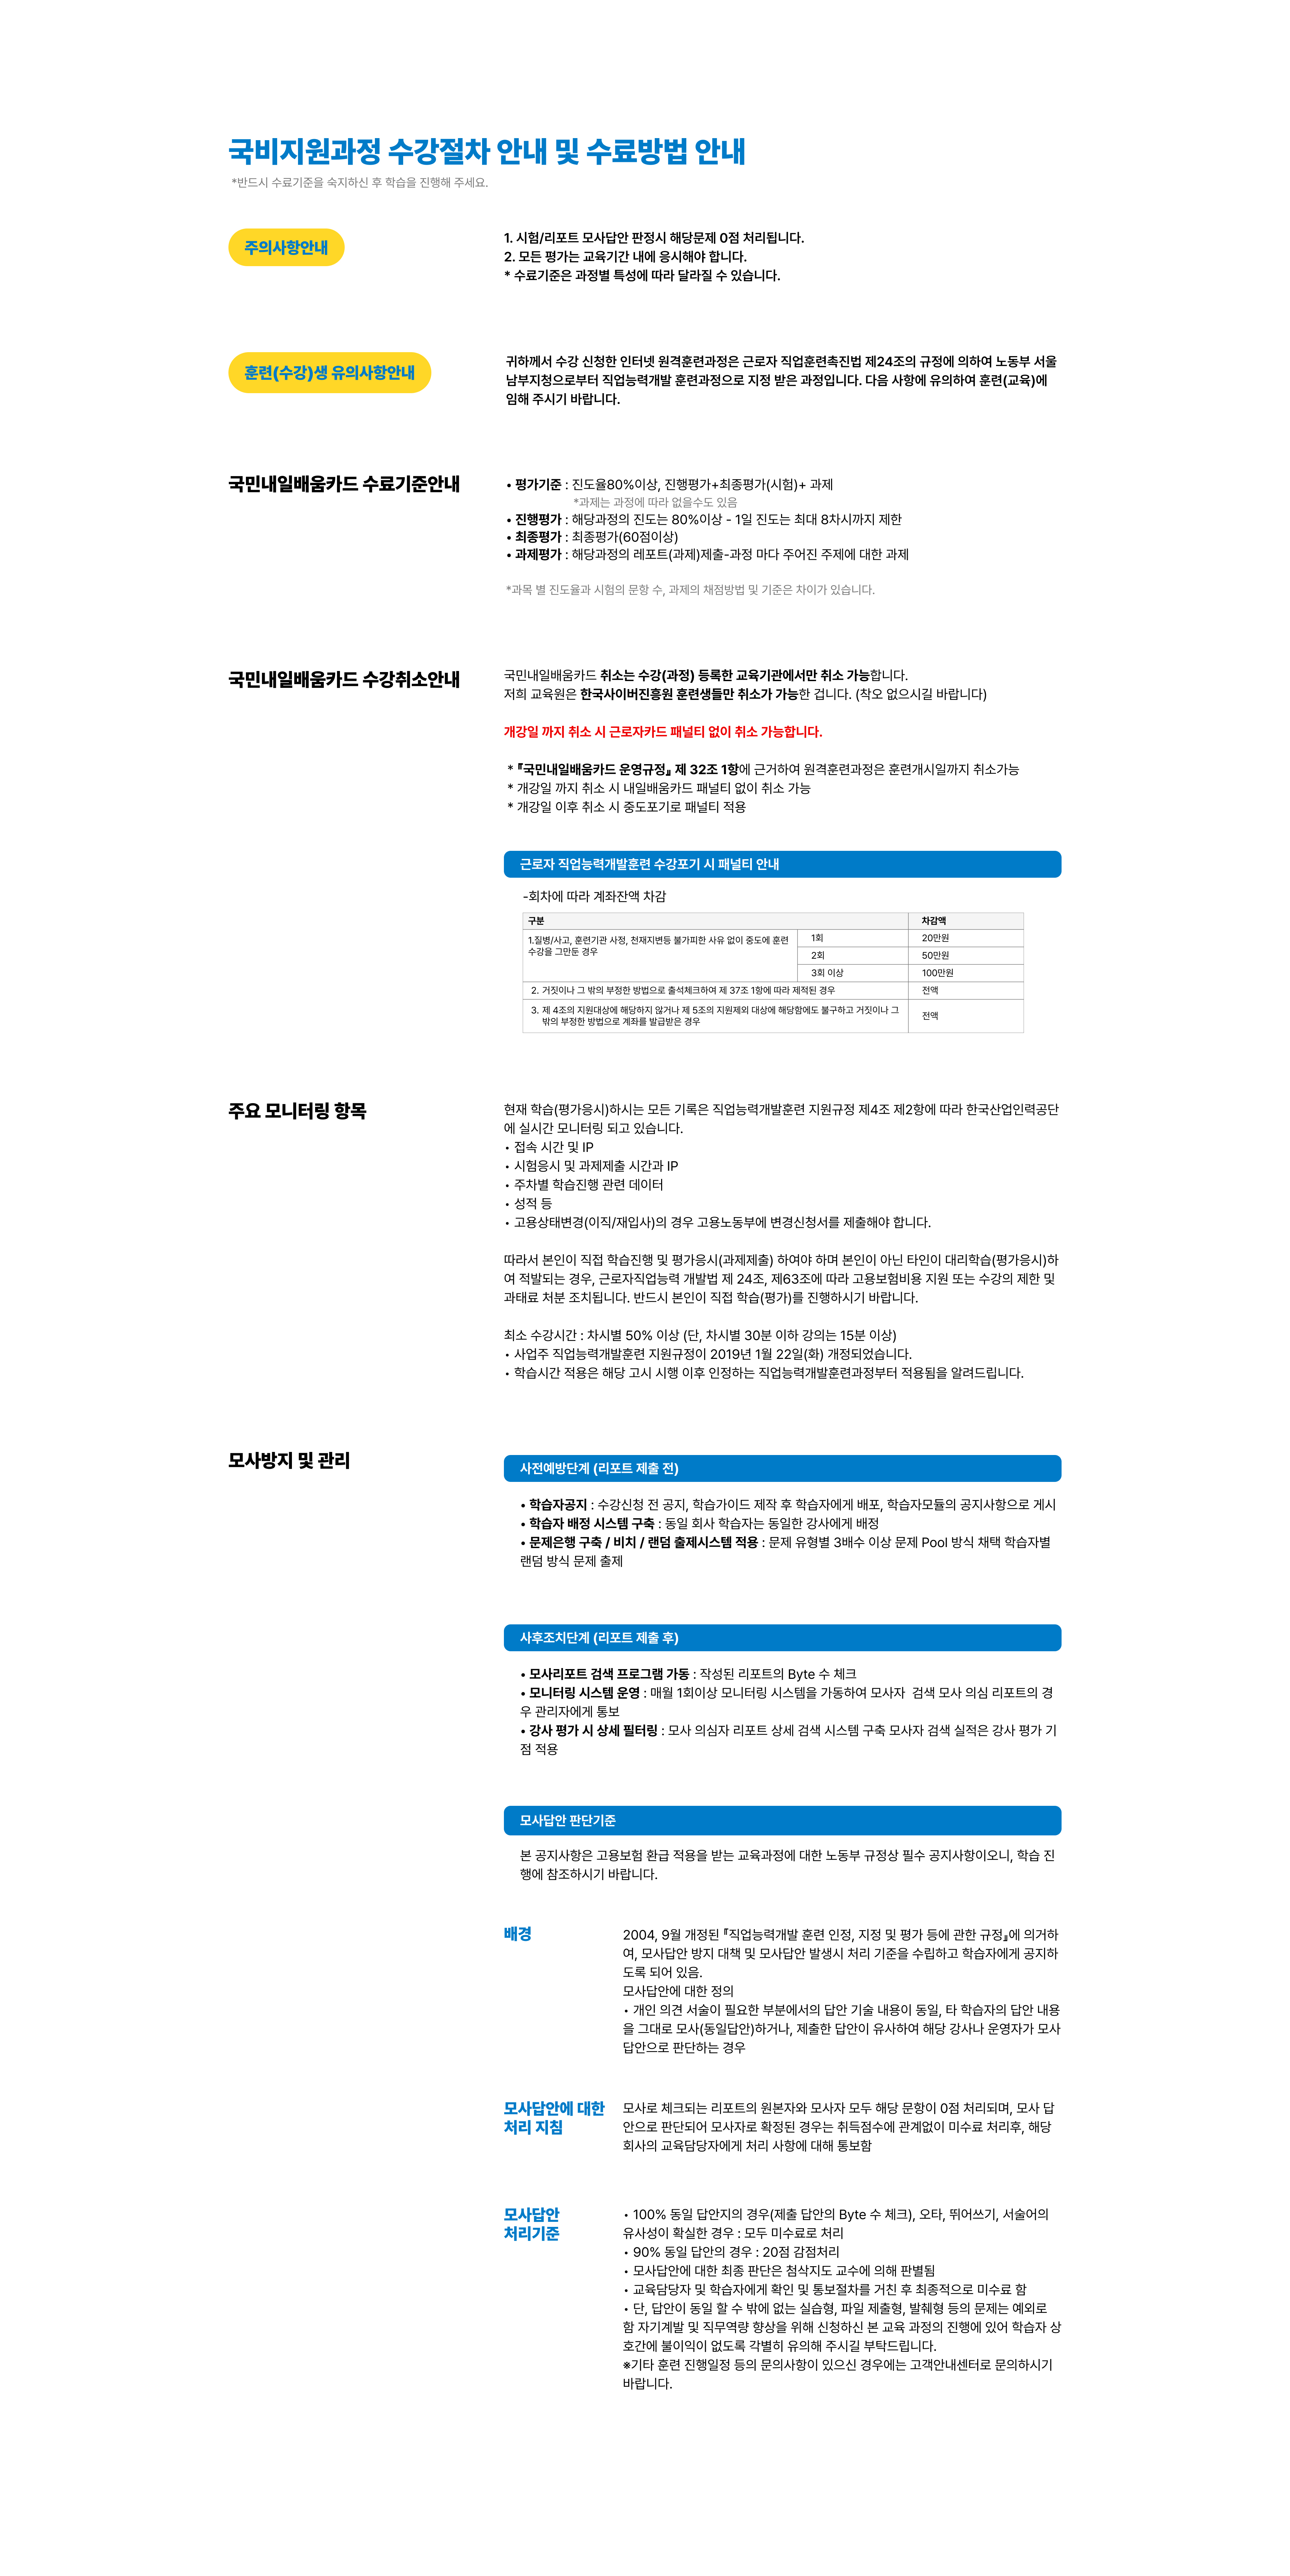 국비지원과정 수강절차 안내 및 수료방법 안내
*반드시 수료기준을 숙지하신 후 학습을 진행해 주세요.
주의사항안내
1. 시험/리포트 모사답안 판정시 해당문제 0점 처리됩니다.
2. 모든 평가는 교육기간 내에 응시해야 합니다.
* 수료기준은 과정별 특성에 따라 달라질 수 있습니다.
훈련(수강)생 유의사항안내
귀하께서 수강 신청한 인터넷 원격훈련과정은 근로자 직업훈련촉진법 제24조의 규정에 의하여 노동부 서울
남부지청으로부터 직업능력개발 훈련과정으로 지정 받은 과정입니다. 다음 사항에 유의하여 훈련(교육)에
임해 주시기 바랍니다.
국민내일배움카드 수료기준안내
• 평가기준 : 진도율80%이상, 진행평가+최종평가(시험)+ 과제
*과제는 과정에 따라 없을수도 있음
• 진행평가 : 해당과정의 진도는 80%이상 - 1일 진도는 최대 8차시까지 제한
• 최종평가 : 최종평가(60점이상)
• 과제평가 : 해당과정의 레포트(과제)제출-과정 마다 주어진 주제에 대한 과제
*과목 별 진도율과 시험의 문항 수, 과제의 채점방법 및 기준은 차이가 있습니다.
국민내일배움카드 수강취소안내
국민내일배움카드 취소는 수강(과정) 등록한 교육기관에서만 취소 가능합니다.
저희 교육원은 한국사이버진흥원 훈련생들만 취소가 가능한 겁니다. (착오 없으시길 바랍니다)
개강일 까지 취소 시 근로자카드 패널티 없이 취소 가능합니다.
* 『국민내일배움카드 운영규정』 제 32조 1항에 근거하여 원격훈련과정은 훈련개시일까지 취소가능
* 개강일 까지 취소 시 내일배움카드 패널티 없이 취소 가능
* 개강일 이후 취소 시 중도포기로 패널티 적용
근로자 직업능력개발훈련 수강포기 시 패널티 안내
-회차에 따라 계좌잔액 차감
구분 차감액
1.질병/사고, 훈련기관 사정, 천재지변등 불가피한 사유 없이 중도에 훈련
수강을 그만둔 경우
1회 20만원
2회 50만원
3회 이상 100만원
2. 거짓이나 그 밖의 부정한 방법으로 출석체크하여 제 37조 1항에 따라 제적된 경우 전액
3. 제 4조의 지원대상에 해당하지 않거나 제 5조의 지원제외 대상에 해당함에도 불구하고 거짓이나 그
밖의 부정한 방법으로 계좌를 발급받은 경우 전액
주요 모니터링 항목
현재 학습(평가응시)하시는 모든 기록은 직업능력개발훈련 지원규정 제4조 제2항에 따라 한국산업인력공단
에 실시간 모니터링 되고 있습니다.
• 접속 시간 및 IP
• 시험응시 및 과제제출 시간과 IP
• 주차별 학습진행 관련 데이터
• 성적 등
• 고용상태변경(이직/재입사)의 경우 고용노동부에 변경신청서를 제출해야 합니다.
따라서 본인이 직접 학습진행 및 평가응시(과제제출) 하여야 하며 본인이 아닌 타인이 대리학습(평가응시)하
여 적발되는 경우, 근로자직업능력 개발법 제 24조, 제63조에 따라 고용보험비용 지원 또는 수강의 제한 및
과태료 처분 조치됩니다. 반드시 본인이 직접 학습(평가)를 진행하시기 바랍니다.
최소 수강시간 : 차시별 50% 이상 (단, 차시별 30분 이하 강의는 15분 이상)
• 사업주 직업능력개발훈련 지원규정이 2019년 1월 22일(화) 개정되었습니다.
• 학습시간 적용은 해당 고시 시행 이후 인정하는 직업능력개발훈련과정부터 적용됨을 알려드립니다.
모사방지 및 관리
사전예방단계 (리포트 제출 전)
• 학습자공지 : 수강신청 전 공지, 학습가이드 제작 후 학습자에게 배포, 학습자모듈의 공지사항으로 게시
• 학습자 배정 시스템 구축 : 동일 회사 학습자는 동일한 강사에게 배정
• 문제은행 구축 / 비치 / 랜덤 출제시스템 적용 : 문제 유형별 3배수 이상 문제 Pool 방식 채택 학습자별
랜덤 방식 문제 출제
사후조치단계 (리포트 제출 후)
• 모사리포트 검색 프로그램 가동 : 작성된 리포트의 Byte 수 체크
• 모니터링 시스템 운영 : 매월 1회이상 모니터링 시스템을 가동하여 모사자  검색 모사 의심 리포트의 경
우 관리자에게 통보
• 강사 평가 시 상세 필터링 : 모사 의심자 리포트 상세 검색 시스템 구축 모사자 검색 실적은 강사 평가 기
점 적용
모사답안 판단기준
본 공지사항은 고용보험 환급 적용을 받는 교육과정에 대한 노동부 규정상 필수 공지사항이오니, 학습 진
행에 참조하시기 바랍니다.
배경
2004, 9월 개정된 『직업능력개발 훈련 인정, 지정 및 평가 등에 관한 규정』에 의거하
여, 모사답안 방지 대책 및 모사답안 발생시 처리 기준을 수립하고 학습자에게 공지하
도록 되어 있음.
모사답안에 대한 정의
• 개인 의견 서술이 필요한 부분에서의 답안 기술 내용이 동일, 타 학습자의 답안 내용
을 그대로 모사(동일답안)하거나, 제출한 답안이 유사하여 해당 강사나 운영자가 모사
답안으로 판단하는 경우
모사답안에 대한
처리 지침
모사로 체크되는 리포트의 원본자와 모사자 모두 해당 문항이 0점 처리되며, 모사 답
안으로 판단되어 모사자로 확정된 경우는 취득점수에 관계없이 미수료 처리후, 해당
회사의 교육담당자에게 처리 사항에 대해 통보함
모사답안
처리기준
• 100% 동일 답안지의 경우(제출 답안의 Byte 수 체크), 오타, 뛰어쓰기, 서술어의
유사성이 확실한 경우 : 모두 미수료로 처리
• 90% 동일 답안의 경우 : 20점 감점처리
• 모사답안에 대한 최종 판단은 첨삭지도 교수에 의해 판별됨
• 교육담당자 및 학습자에게 확인 및 통보절차를 거친 후 최종적으로 미수료 함
• 단, 답안이 동일 할 수 밖에 없는 실습형, 파일 제출형, 발췌형 등의 문제는 예외로
함 자기계발 및 직무역량 향상을 위해 신청하신 본 교육 과정의 진행에 있어 학습자 상
호간에 불이익이 없도록 각별히 유의해 주시길 부탁드립니다.
※기타 훈련 진행일정 등의 문의사항이 있으신 경우에는 고객안내센터로 문의하시기
바랍니다.